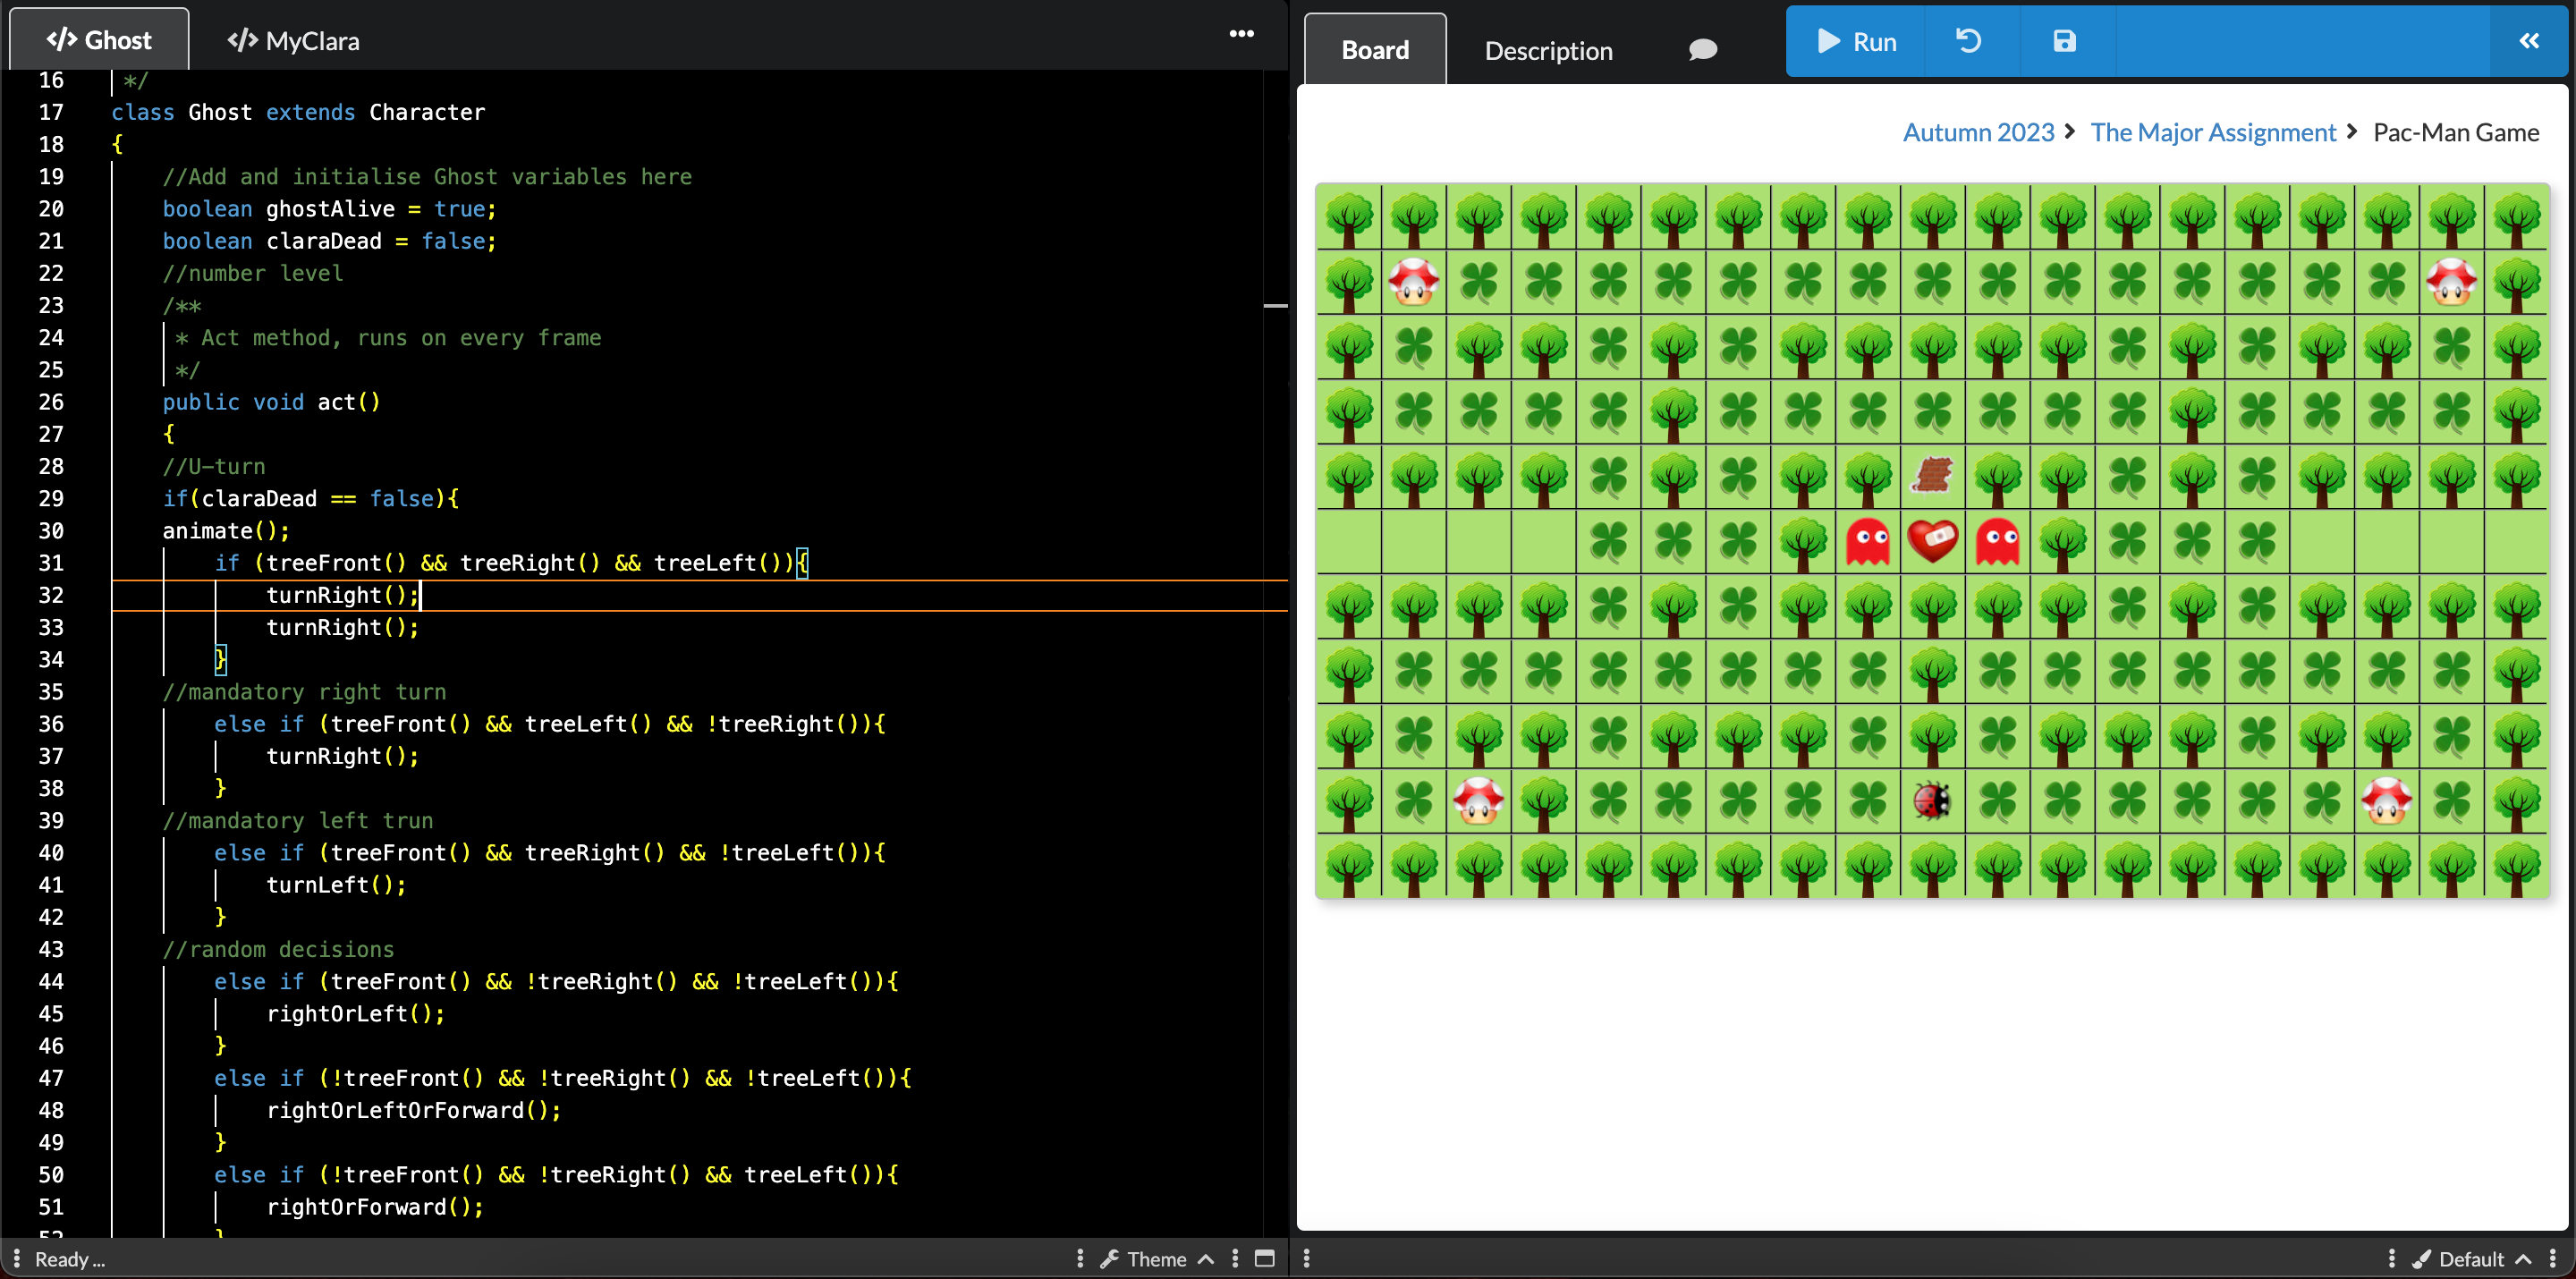 </> Ghost
</> MyClara
•••
16 */
17 class Ghost extends Character
18 {
19 //Add and initialise Ghost variables here
20 boolean ghostAlive = true;
21 boolean claraDead = false;
22 //number level
23 /**
24 * Act method, runs on every frame
25 */
26 public void act()
27 {
28 //U-turn
29 if(claraDead == false){
30 animate();
31 if (treeFront() && treeRight() && treeLeft()){
32 turnRight();
33 turnRight();
34 }
35 //mandatory right turn
36 else if (treeFront() && treeLeft() && !treeRight()){
37 turnRight();
38 }
39 //mandatory left trun
40 else if (treeFront() && treeRight() && !treeLeft()){
41 turnLeft();
42 }
43 //random decisions
44 else if (treeFront() && !treeRight() && !treeLeft()){
45 rightOrLeft();
46 }
47 else if (!treeFront() && !treeRight() && !treeLeft()){
48 rightOrLeftOrForward();
49 }
50 else if (!treeFront() && !treeRight() && treeLeft()){
51 rightOrForward();
52 }
Ready ...
Theme
Board
Description
Run
Autumn 2023 > The Major Assignment > Pac-Man Game
Default